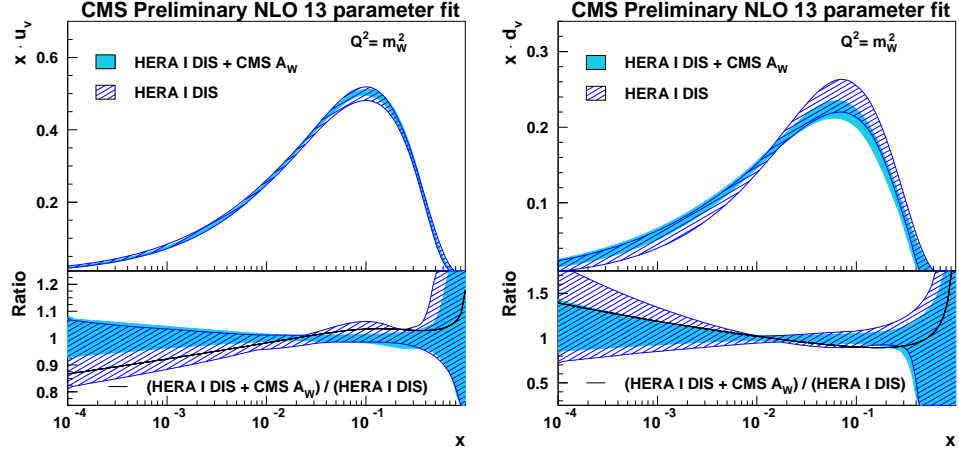 CMS Preliminary NLO 13 parameter fit
x · u_v
Q² = m_W²
HERA I DIS + CMS A_W
HERA I DIS
0.6
0.4
0.2
Ratio
1.2
1.1
1.0
0.9
0.8
(HERA I DIS + CMS A_W) / (HERA I DIS)
10⁻⁴ 10⁻³ 10⁻² 10⁻¹
x
CMS Preliminary NLO 13 parameter fit
x · d_v
Q² = m_W²
HERA I DIS + CMS A_W
HERA I DIS
0.3
0.2
0.1
Ratio
1.5
1
0.5
(HERA I DIS + CMS A_W) / (HERA I DIS)
10⁻⁴ 10⁻³ 10⁻² 10⁻¹
x